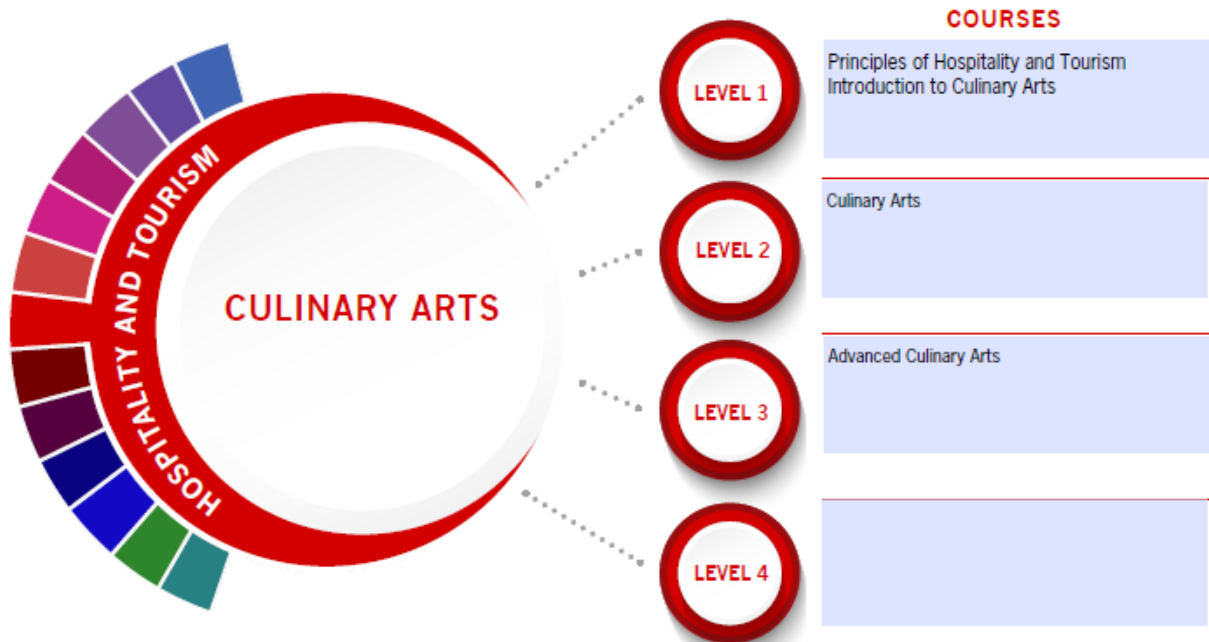 COURSES
HOSPITALITY AND TOURISM
CULINARY ARTS
LEVEL 1
Principles of Hospitality and Tourism
Introduction to Culinary Arts
LEVEL 2
Culinary Arts
LEVEL 3
Advanced Culinary Arts
LEVEL 4